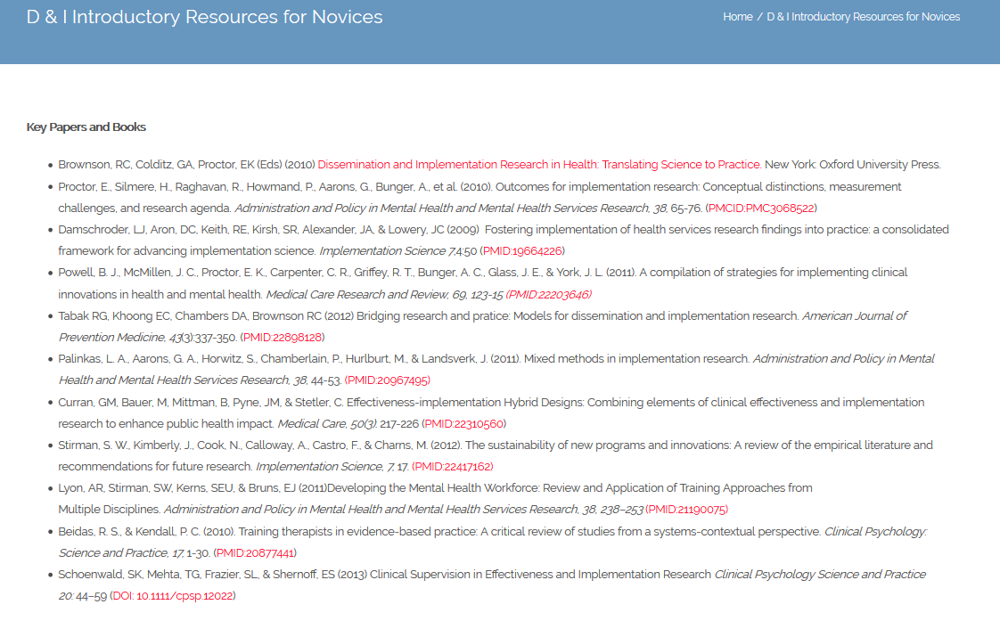 D & I Introductory Resources for Novices
Home / D & I Introductory Resources for Novices
Key Papers and Books
• Brownson, RC, Colditz, GA, Proctor, EK (Eds) (2010) Dissemination and Implementation Research in Health: Translating Science to Practice. New York: Oxford University Press.
• Proctor, E., Silmere, H., Raghavan, R., Howmand, P., Aarons, G., Bunger, A., et al. (2010). Outcomes for implementation research: Conceptual distinctions, measurement
challenges, and research agenda. Administration and Policy in Mental Health and Mental Health Services Research, 38, 65-76. (PMCID:PMC3068522)
• Damschroder, LJ, Aron, DC, Keith, RE, Kirsh, SR, Alexander, JA, & Lowery, JC (2009) Fostering implementation of health services research findings into practice: a consolidated
framework for advancing implementation science. Implementation Science 7,4:50 (PMID:19664226)
• Powell, B. J., McMillen, J. C., Proctor, E. K., Carpenter, C. R., Griffey, R. T., Bunger, A. C., Glass, J. E., & York, J. L. (2011). A compilation of strategies for implementing clinical
innovations in health and mental health. Medical Care Research and Review, 69, 123-15 (PMID:22203646)
• Tabak RG, Khoong EC, Chambers DA, Brownson RC (2012) Bridging research and pratice: Models for dissemination and implementation research. American Journal of
Prevention Medicine, 43(3):337-350. (PMID:22898128)
• Palinkas, L. A., Aarons, G. A., Horwitz, S., Chamberlain, P., Hurlburt, M., & Landsverk, J. (2011). Mixed methods in implementation research. Administration and Policy in Mental
Health and Mental Health Services Research, 38, 44-53. (PMID:20967495)
• Curran, GM, Bauer, M, Mittman, B, Pyne, JM, & Stetler, C. Effectiveness-implementation Hybrid Designs: Combining elements of clinical effectiveness and implementation
research to enhance public health impact. Medical Care, 50(3): 217-226 (PMID:22310560)
• Stirman, S. W., Kimberly, J., Cook, N., Calloway, A., Castro, F., & Charns, M. (2012). The sustainability of new programs and innovations: A review of the empirical literature and
recommendations for future research. Implementation Science, 7, 17. (PMID:22417162)
• Lyon, AR, Stirman, SW, Kerns, SEU, & Bruns, EJ (2011)Developing the Mental Health Workforce: Review and Application of Training Approaches from
Multiple Disciplines. Administration and Policy in Mental Health and Mental Health Services Research, 38, 238–253 (PMID:21190075)
• Beidas, R. S., & Kendall, P. C. (2010). Training therapists in evidence-based practice: A critical review of studies from a systems-contextual perspective. Clinical Psychology:
Science and Practice, 17, 1-30. (PMID:20877441)
• Schoenwald, SK, Mehta, TG, Frazier, SL, & Shernoff, ES (2013) Clinical Supervision in Effectiveness and Implementation Research Clinical Psychology Science and Practice
20: 44–59 (DOI: 10.1111/cpsp.12022)